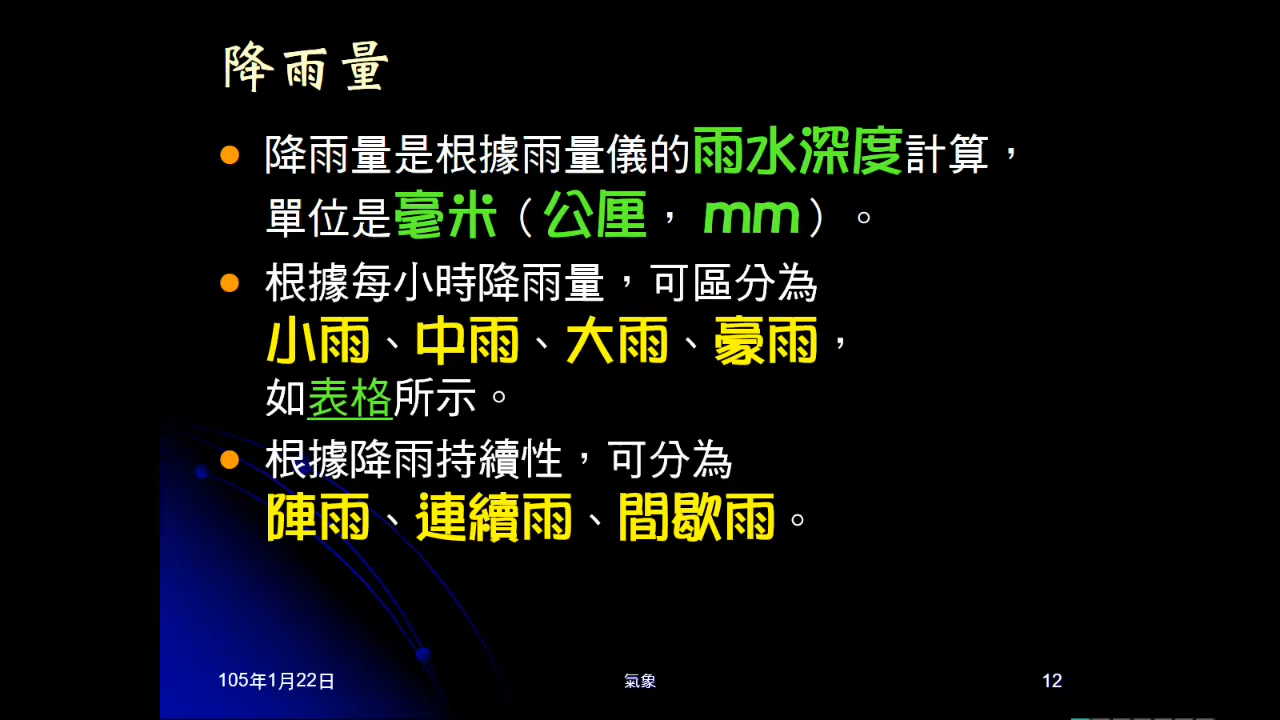 降雨量
降雨量是根據雨量儀的雨水深度計算，
單位是毫米（公厘，mm）。
根據每小時降雨量，可區分為
小雨、中雨、大雨、豪雨，
如表格所示。
根據降雨持續性，可分為
陣雨、連續雨、間歇雨。
105年1月22日
氣象
12